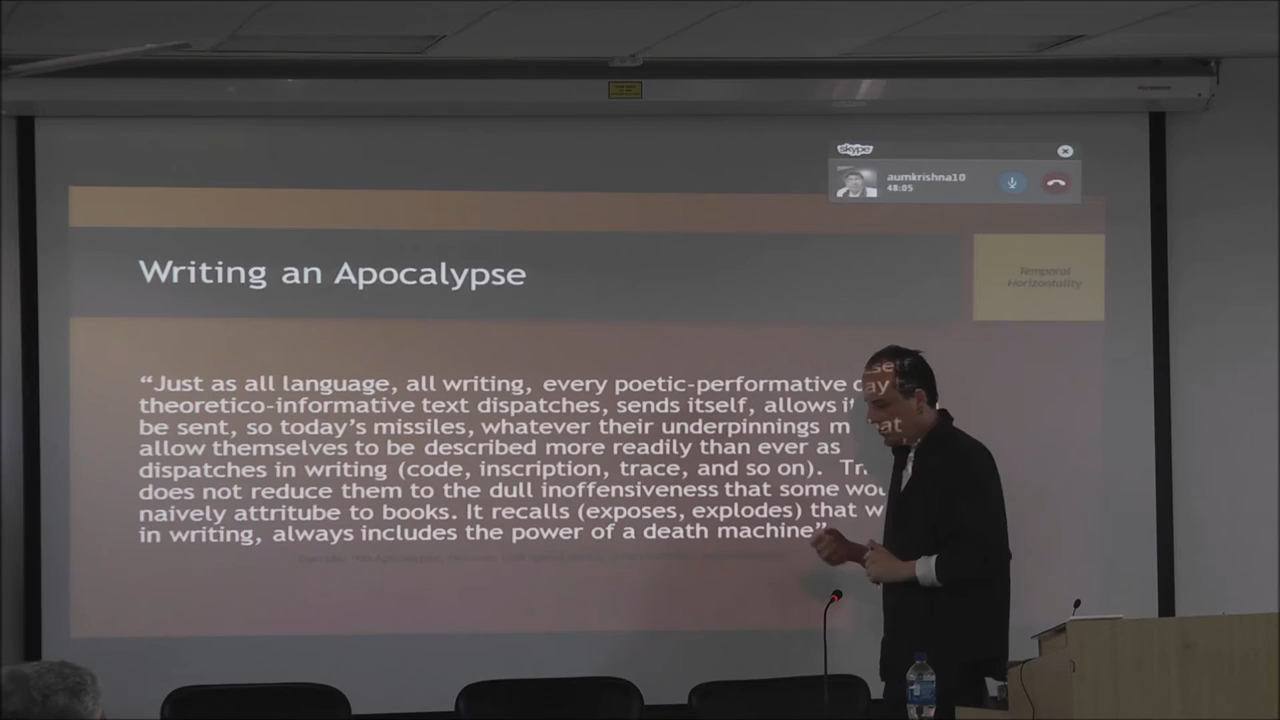 skype
aumkrishna10
48:05
Writing an Apocalypse
Temporal
Horizontality
“Just as all language, all writing, every poetic-performative
theoretico-informative text dispatches, sends itself, allows
be sent, so today’s missiles, whatever their underpinnings
allow themselves to be described more readily than ever as
dispatches in writing (code, inscription, trace, and so on).
does not reduce them to the dull inoffensiveness that some
naively attritube to books. It recalls (exposes, explodes) that
in writing, always includes the power of a death machine”